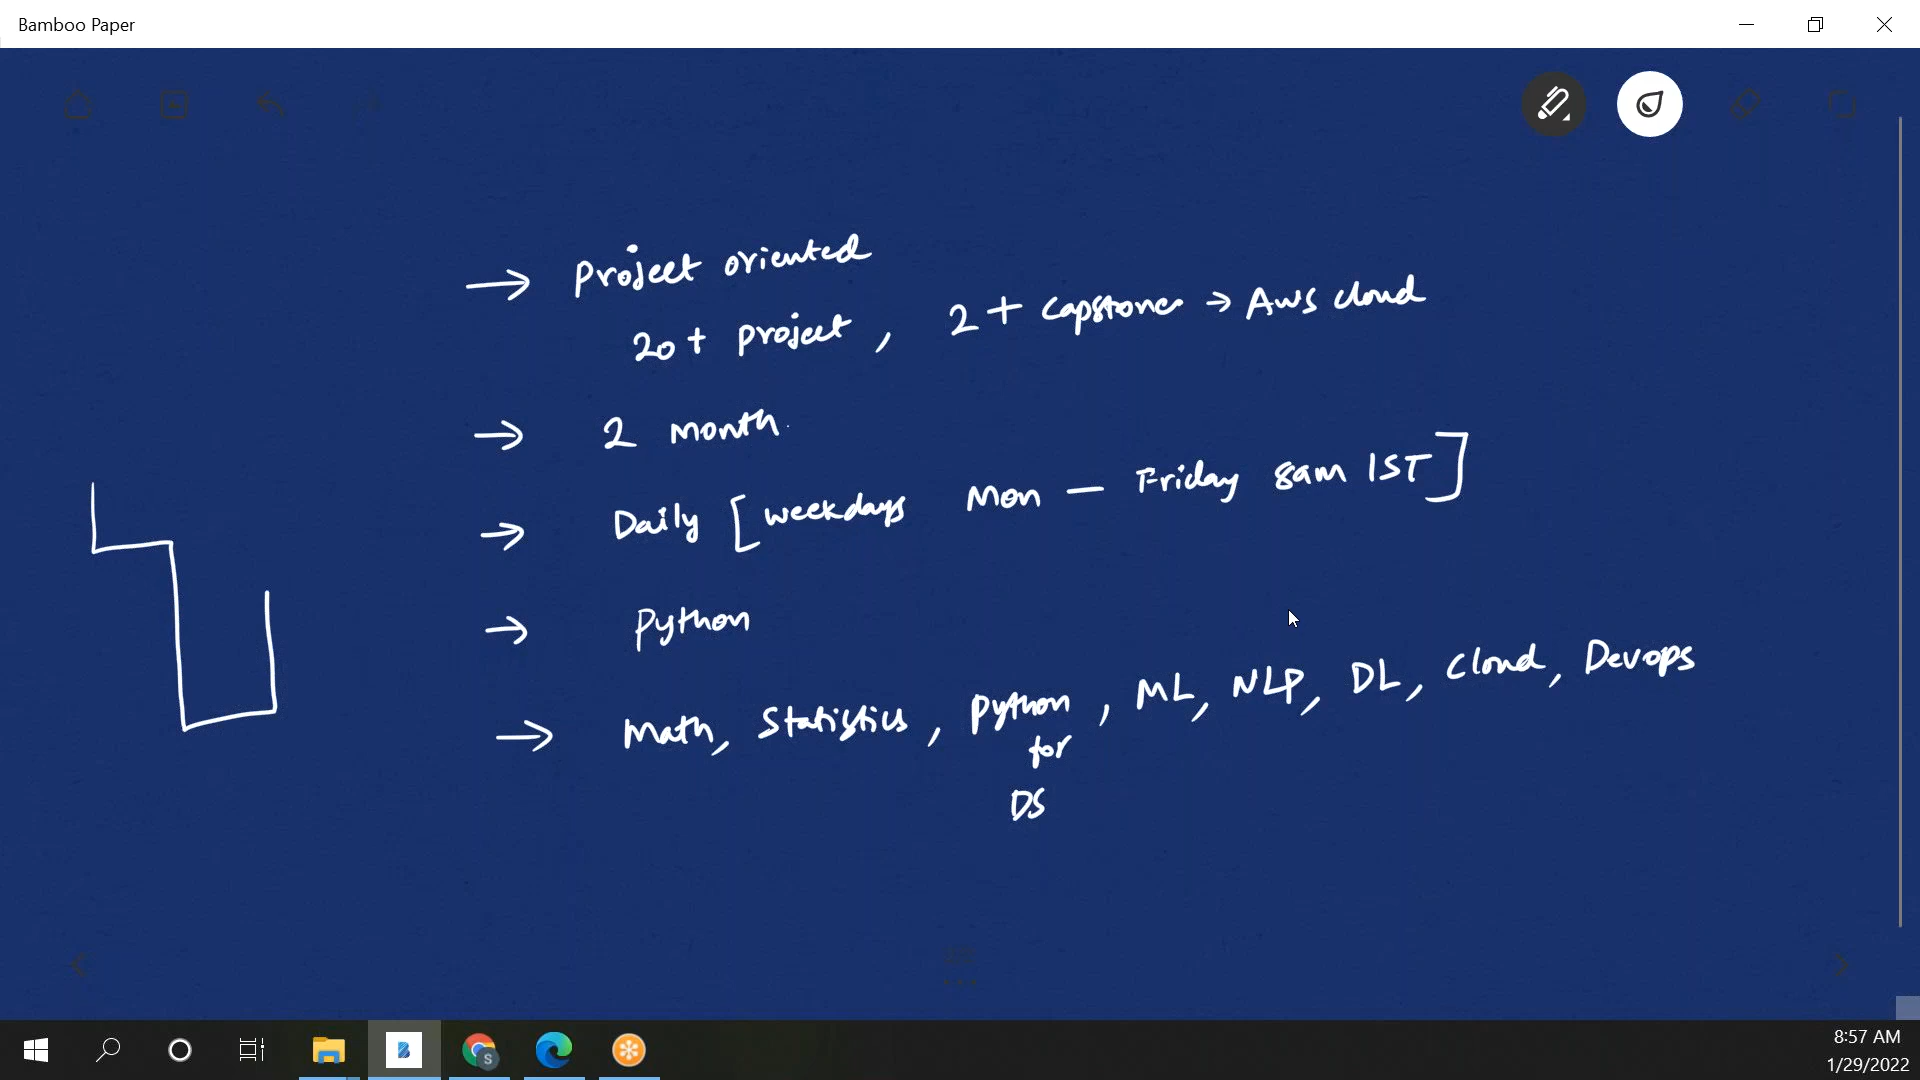 Bamboo Paper
→ Project oriented
20+ project, 2+ capstone → Aws cloud
→ 2 month.
→ Daily [weekdays Mon — Friday 8am IST]
→ Python
→ Math, Statistics, python for DS, ML, NLP, DL, Cloud, Devops
8:57 AM
1/29/2022